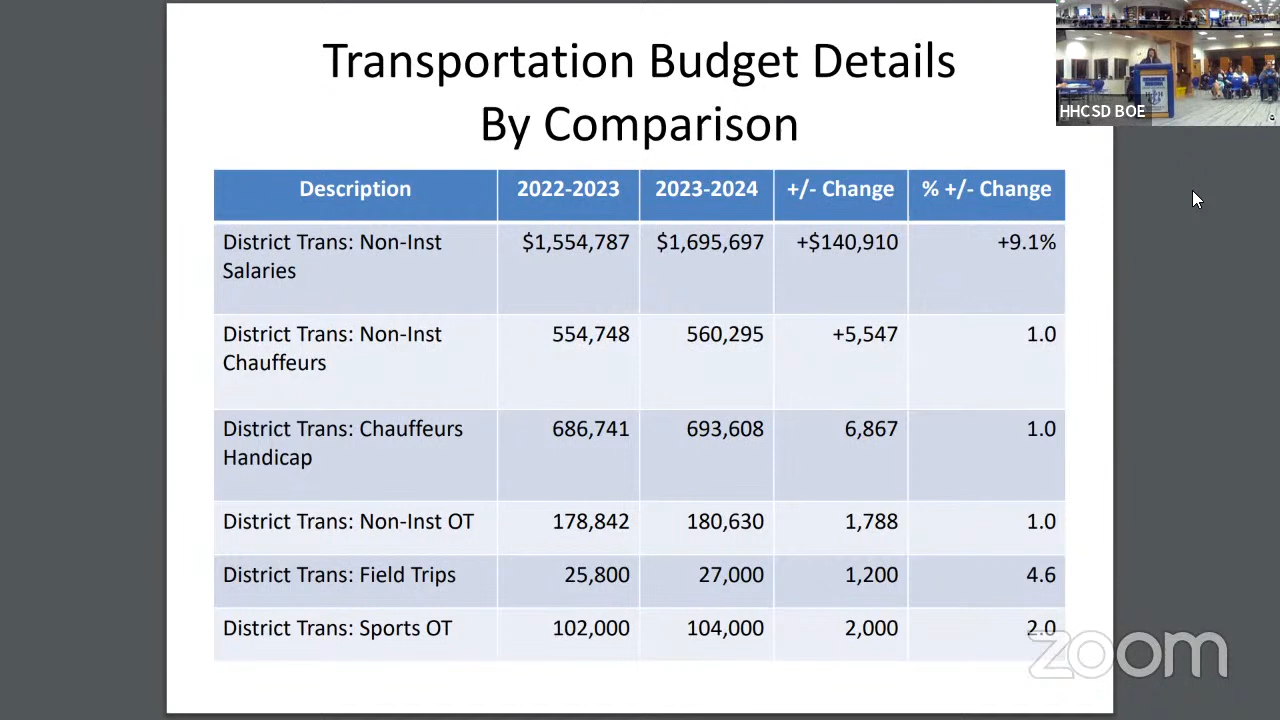 Transportation Budget Details
By Comparison
Description 2022-2023 2023-2024 +/- Change % +/- Change
District Trans: Non-Inst $1,554,787 $1,695,697 +$140,910 +9.1%
Salaries
District Trans: Non-Inst 554,748 560,295 +5,547 1.0
Chauffeurs
District Trans: Chauffeurs 686,741 693,608 6,867 1.0
Handicap
District Trans: Non-Inst OT 178,842 180,630 1,788 1.0
District Trans: Field Trips 25,800 27,000 1,200 4.6
District Trans: Sports OT 102,000 104,000 2,000 2.0
HHCSD BOE
zoom